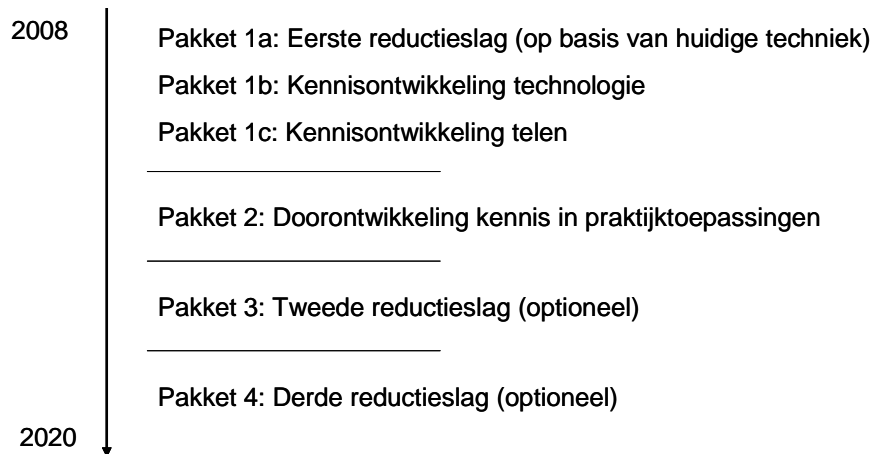 2008
Pakket 1a: Eerste reductieslag (op basis van huidige techniek)
Pakket 1b: Kennisontwikkeling technologie
Pakket 1c: Kennisontwikkeling telen
Pakket 2: Doorontwikkeling kennis in praktijktoepassingen
Pakket 3: Tweede reductieslag (optioneel)
Pakket 4: Derde reductieslag (optioneel)
2020